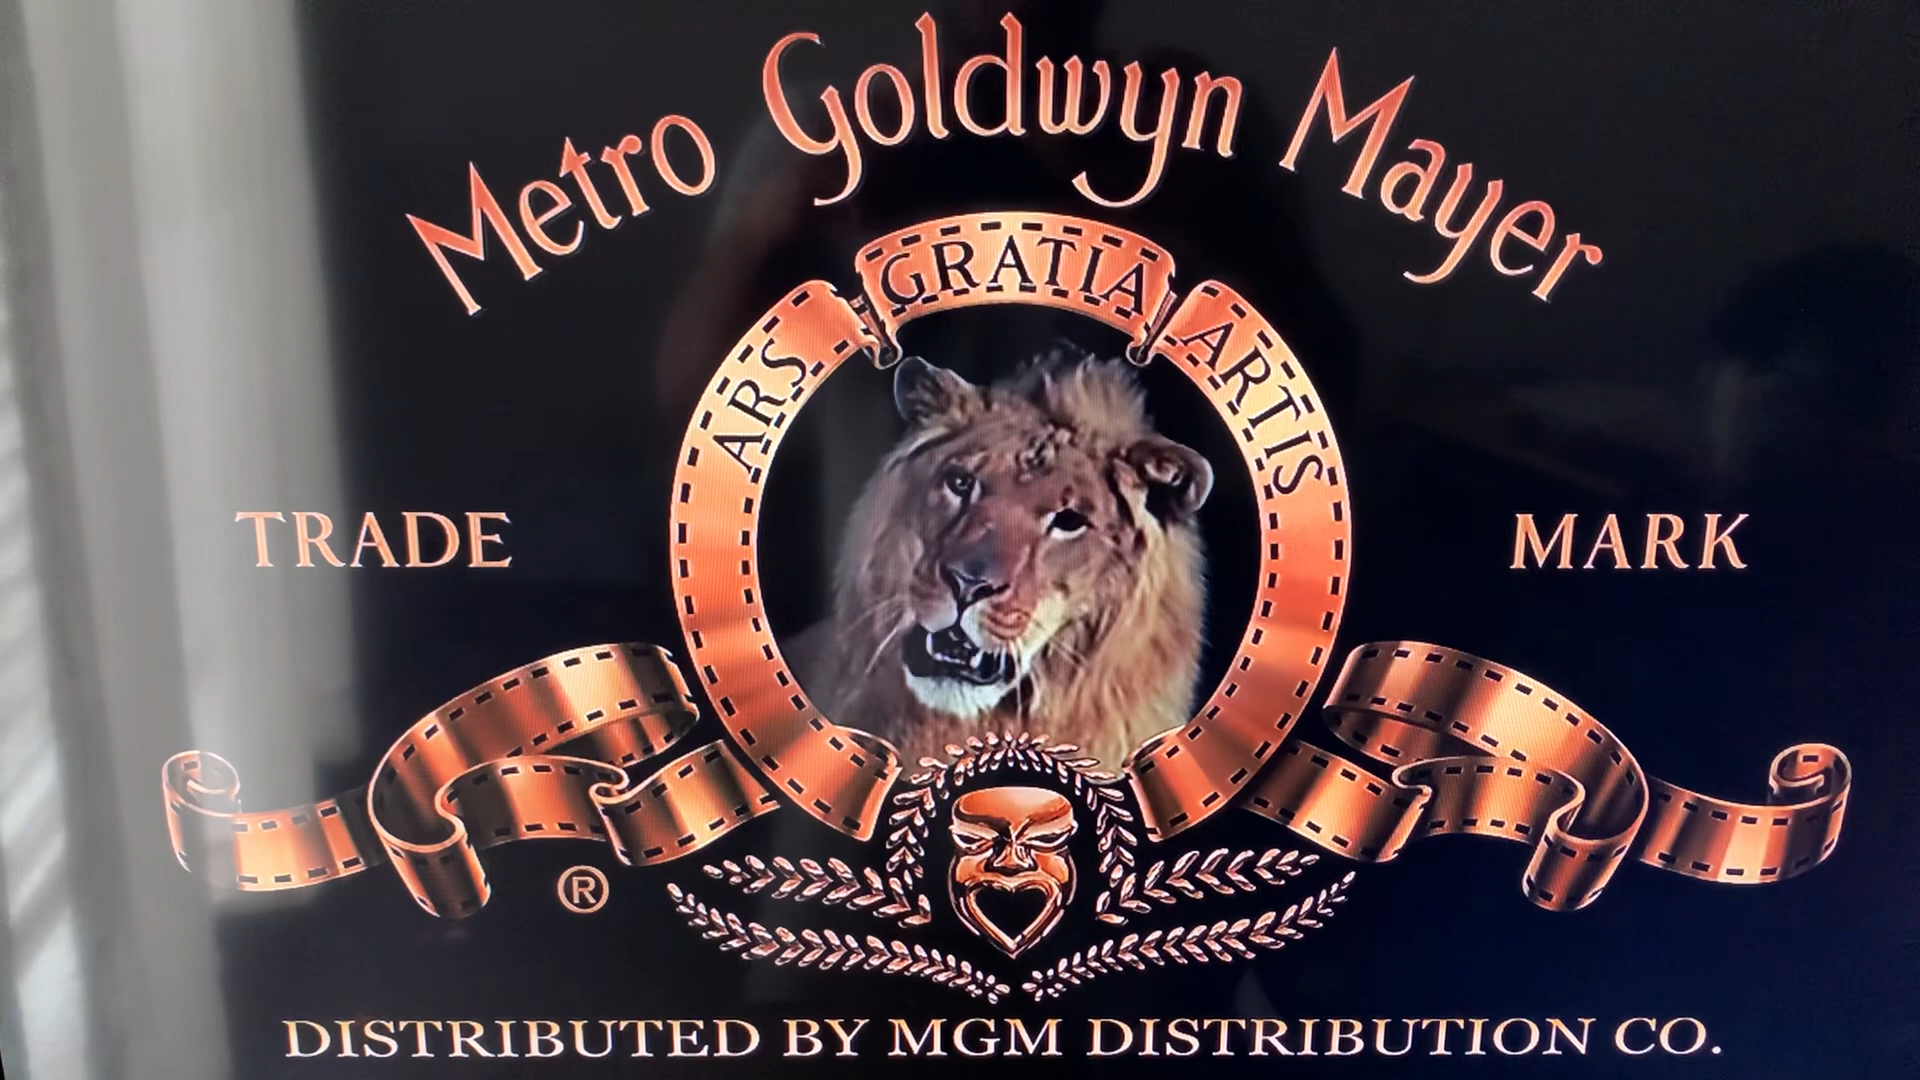 Metro Goldwyn Mayer
ARS GRATIA ARTIS
TRADE MARK
®
DISTRIBUTED BY MGM DISTRIBUTION CO.